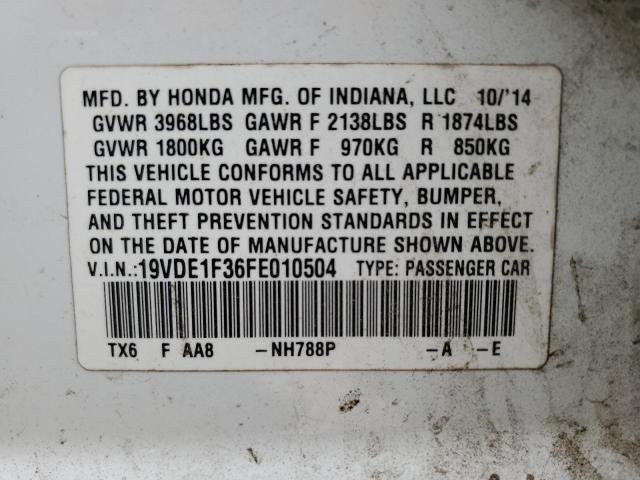 MFD. BY HONDA MFG. OF INDIANA, LLC 10/'14
GVWR 3968LBS GAWR F 2138LBS R 1874LBS
GVWR 1800KG GAWR F 970KG R 850KG
THIS VEHICLE CONFORMS TO ALL APPLICABLE
FEDERAL MOTOR VEHICLE SAFETY, BUMPER,
AND THEFT PREVENTION STANDARDS IN EFFECT
ON THE DATE OF MANUFACTURE SHOWN ABOVE.
V.I.N.:19VDE1F36FE010504 TYPE: PASSENGER CAR
TX6 F AA8 -NH788P -A -E